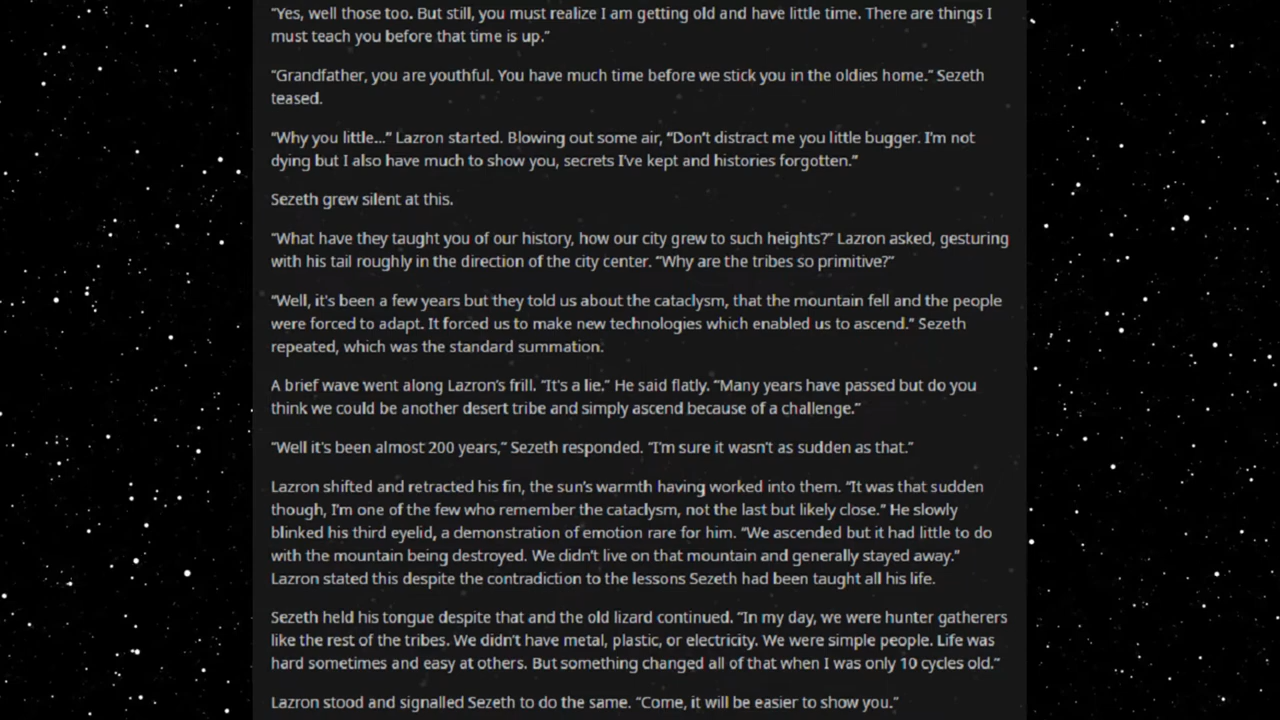 “Yes, well those too. But still, you must realize I am getting old and have little time. There are things I
must teach you before that time is up.”
“Grandfather, you are youthful. You have much time before we stick you in the oldies home.” Sezeth
teased.
“Why you little...” Lazron started. Blowing out some air, “Don’t distract me you little bugger. I’m not
dying but I also have much to show you, secrets I’ve kept and histories forgotten.”
Sezeth grew silent at this.
“What have they taught you of our history, how our city grew to such heights?” Lazron asked, gesturing
with his tail roughly in the direction of the city center. “Why are the tribes so primitive?”
“Well, it's been a few years but they told us about the cataclysm, that the mountain fell and the people
were forced to adapt. It forced us to make new technologies which enabled us to ascend.” Sezeth
repeated, which was the standard summation.
A brief wave went along Lazron’s frill. “It's a lie.” He said flatly. “Many years have passed but do you
think we could be another desert tribe and simply ascend because of a challenge.”
“Well it's been almost 200 years,” Sezeth responded. “I’m sure it wasn’t as sudden as that.”
Lazron shifted and retracted his fin, the sun’s warmth having worked into them. “It was that sudden
though, I’m one of the few who remember the cataclysm, not the last but likely close.” He slowly
blinked his third eyelid, a demonstration of emotion rare for him. “We ascended but it had little to do
with the mountain being destroyed. We didn’t live on that mountain and generally stayed away.”
Lazron stated this despite the contradiction to the lessons Sezeth had been taught all his life.
Sezeth held his tongue despite that and the old lizard continued. “In my day, we were hunter gatherers
like the rest of the tribes. We didn’t have metal, plastic, or electricity. We were simple people. Life was
hard sometimes and easy at others. But something changed all of that when I was only 10 cycles old.”
Lazron stood and signalled Sezeth to do the same. “Come, it will be easier to show you.”